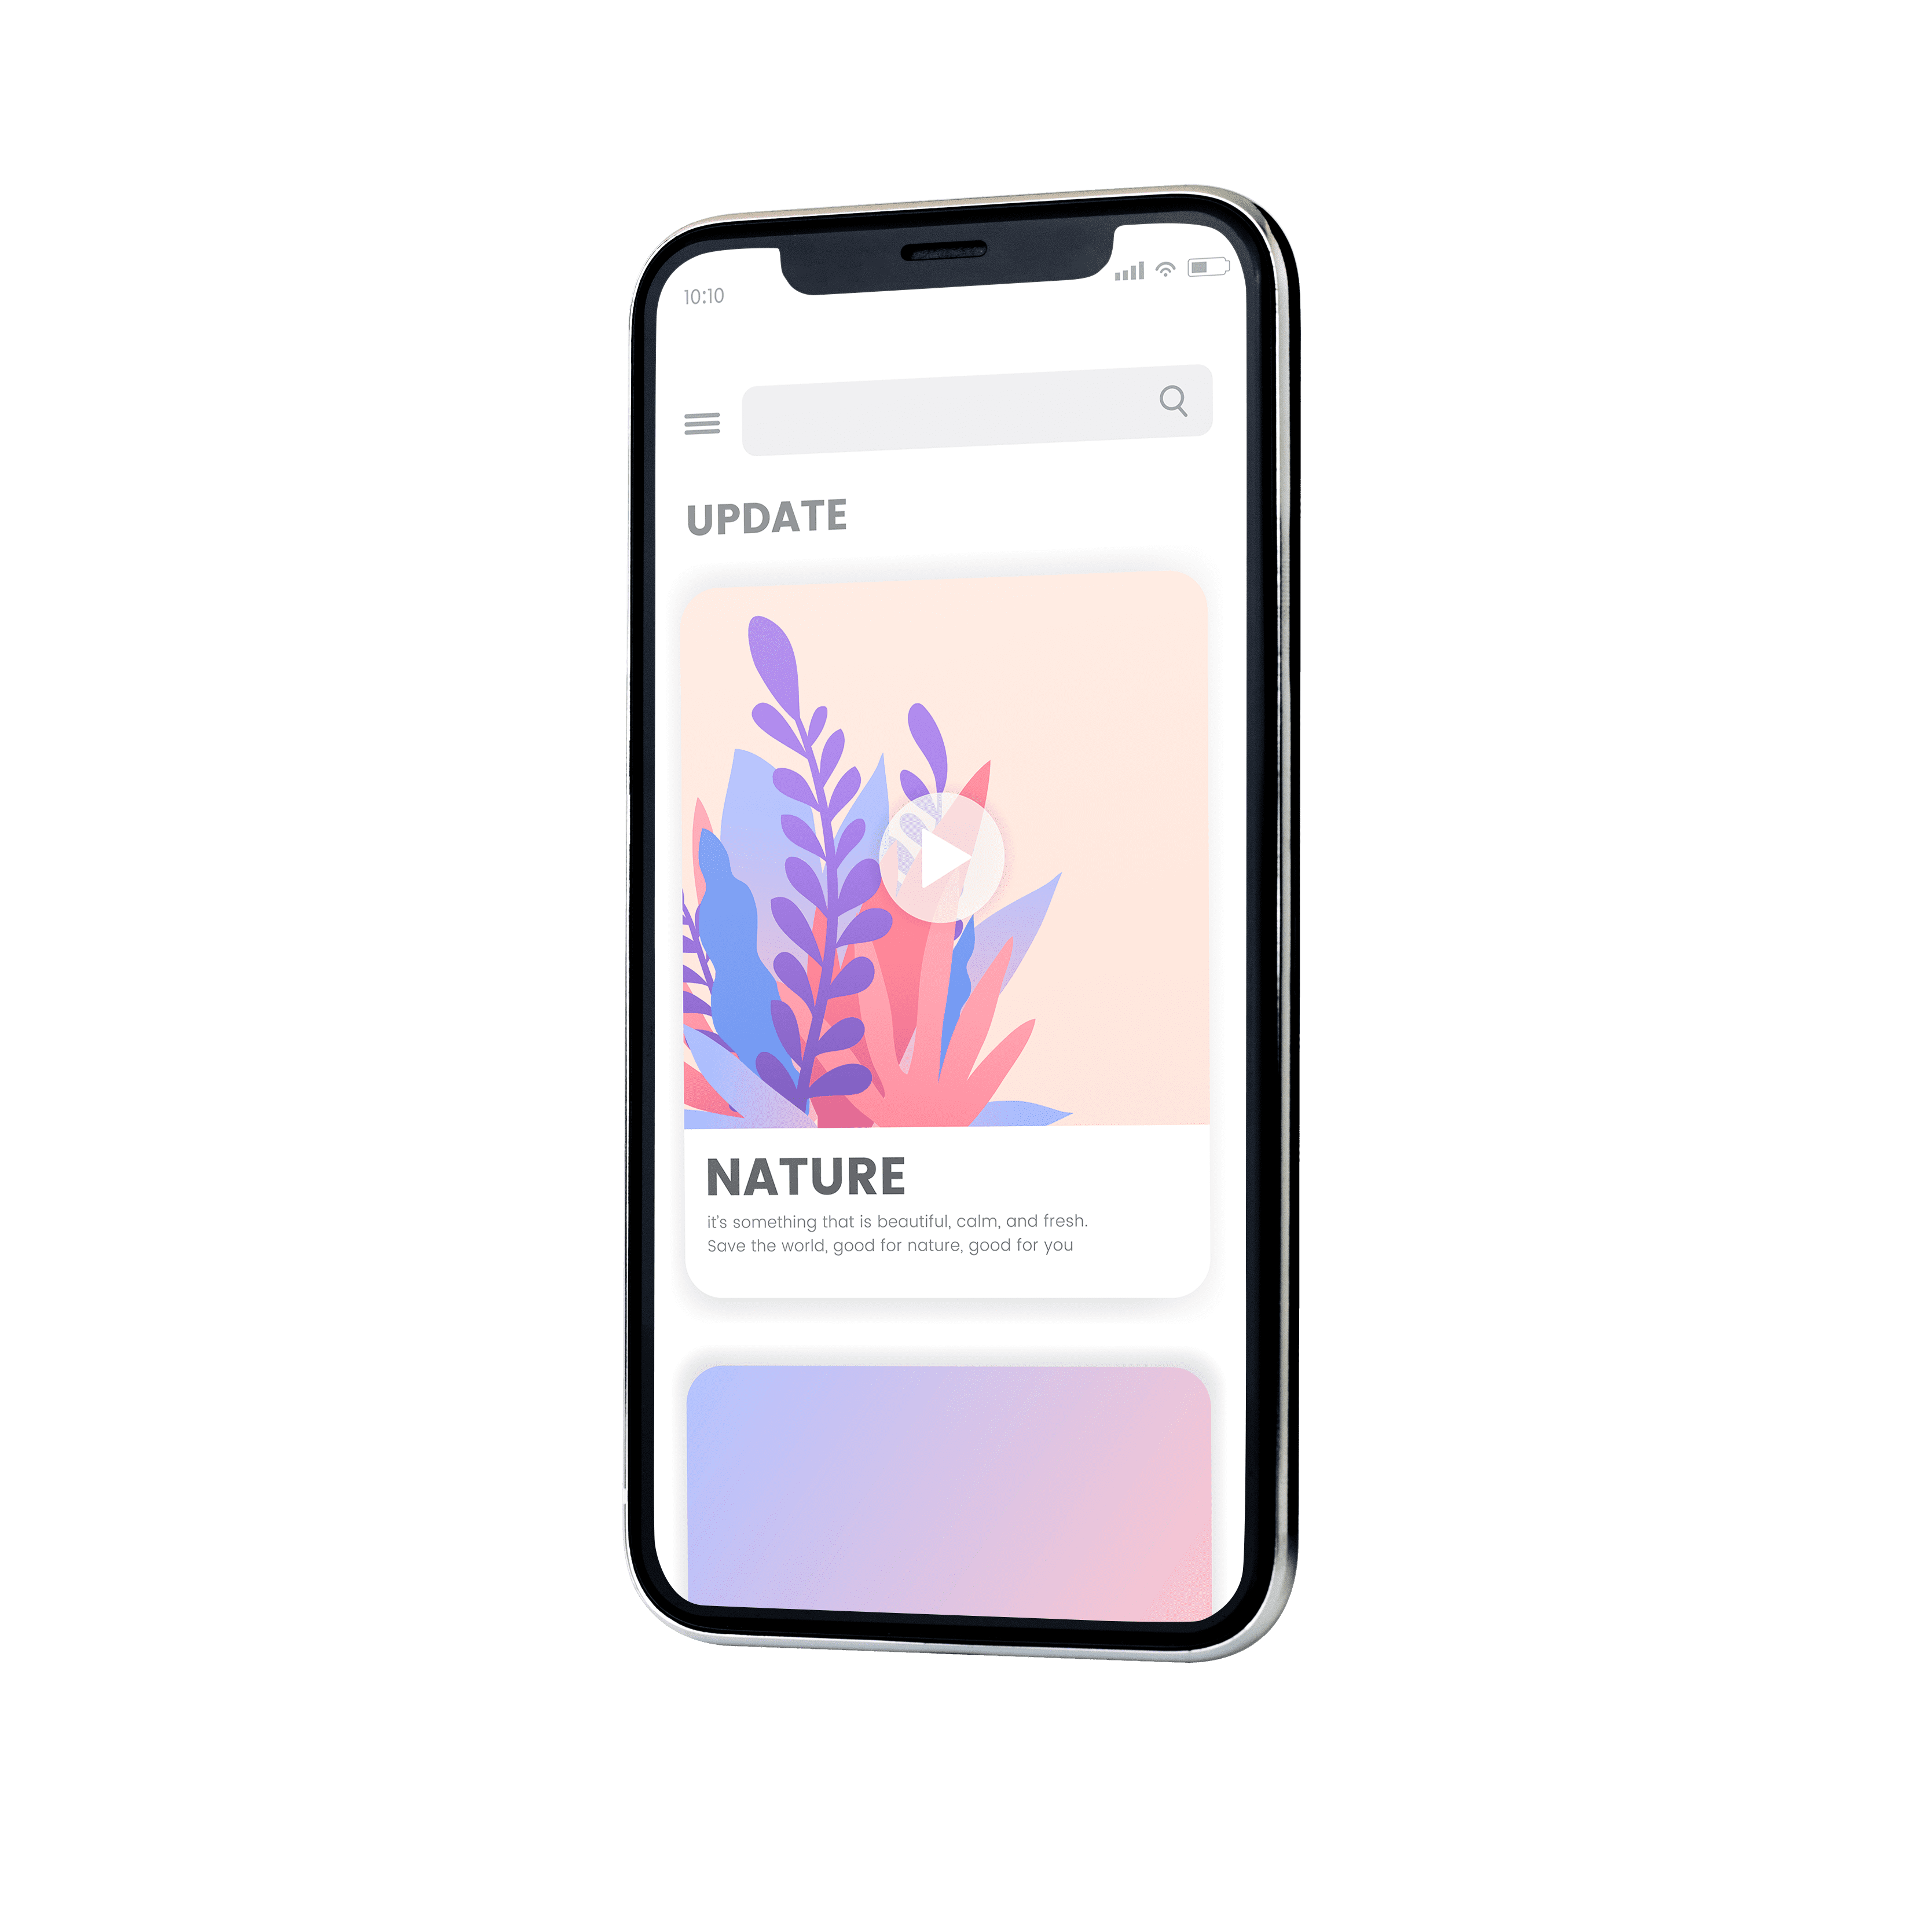 10:10
UPDATE
NATURE
it's something that is beautiful, calm, and fresh.
Save the world, good for nature, good for you